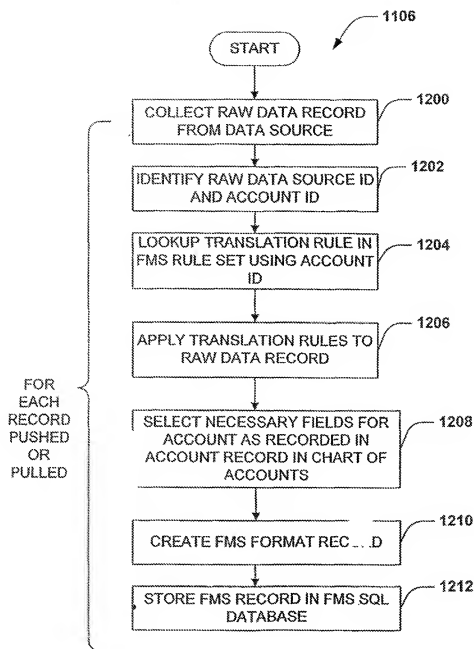 1106
START
1200
COLLECT RAW DATA RECORD
FROM DATA SOURCE
1202
IDENTIFY RAW DATA SOURCE ID
AND ACCOUNT ID
1204
LOOKUP TRANSLATION RULE IN
FMS RULE SET USING ACCOUNT
ID
1206
APPLY TRANSLATION RULES TO
RAW DATA RECORD
FOR
EACH
RECORD
PUSHED
OR
PULLED
1208
SELECT NECESSARY FIELDS FOR
ACCOUNT AS RECORDED IN
ACCOUNT RECORD IN CHART OF
ACCOUNTS
1210
CREATE FMS FORMAT RECORD
1212
STORE FMS RECORD IN FMS SQL
DATABASE